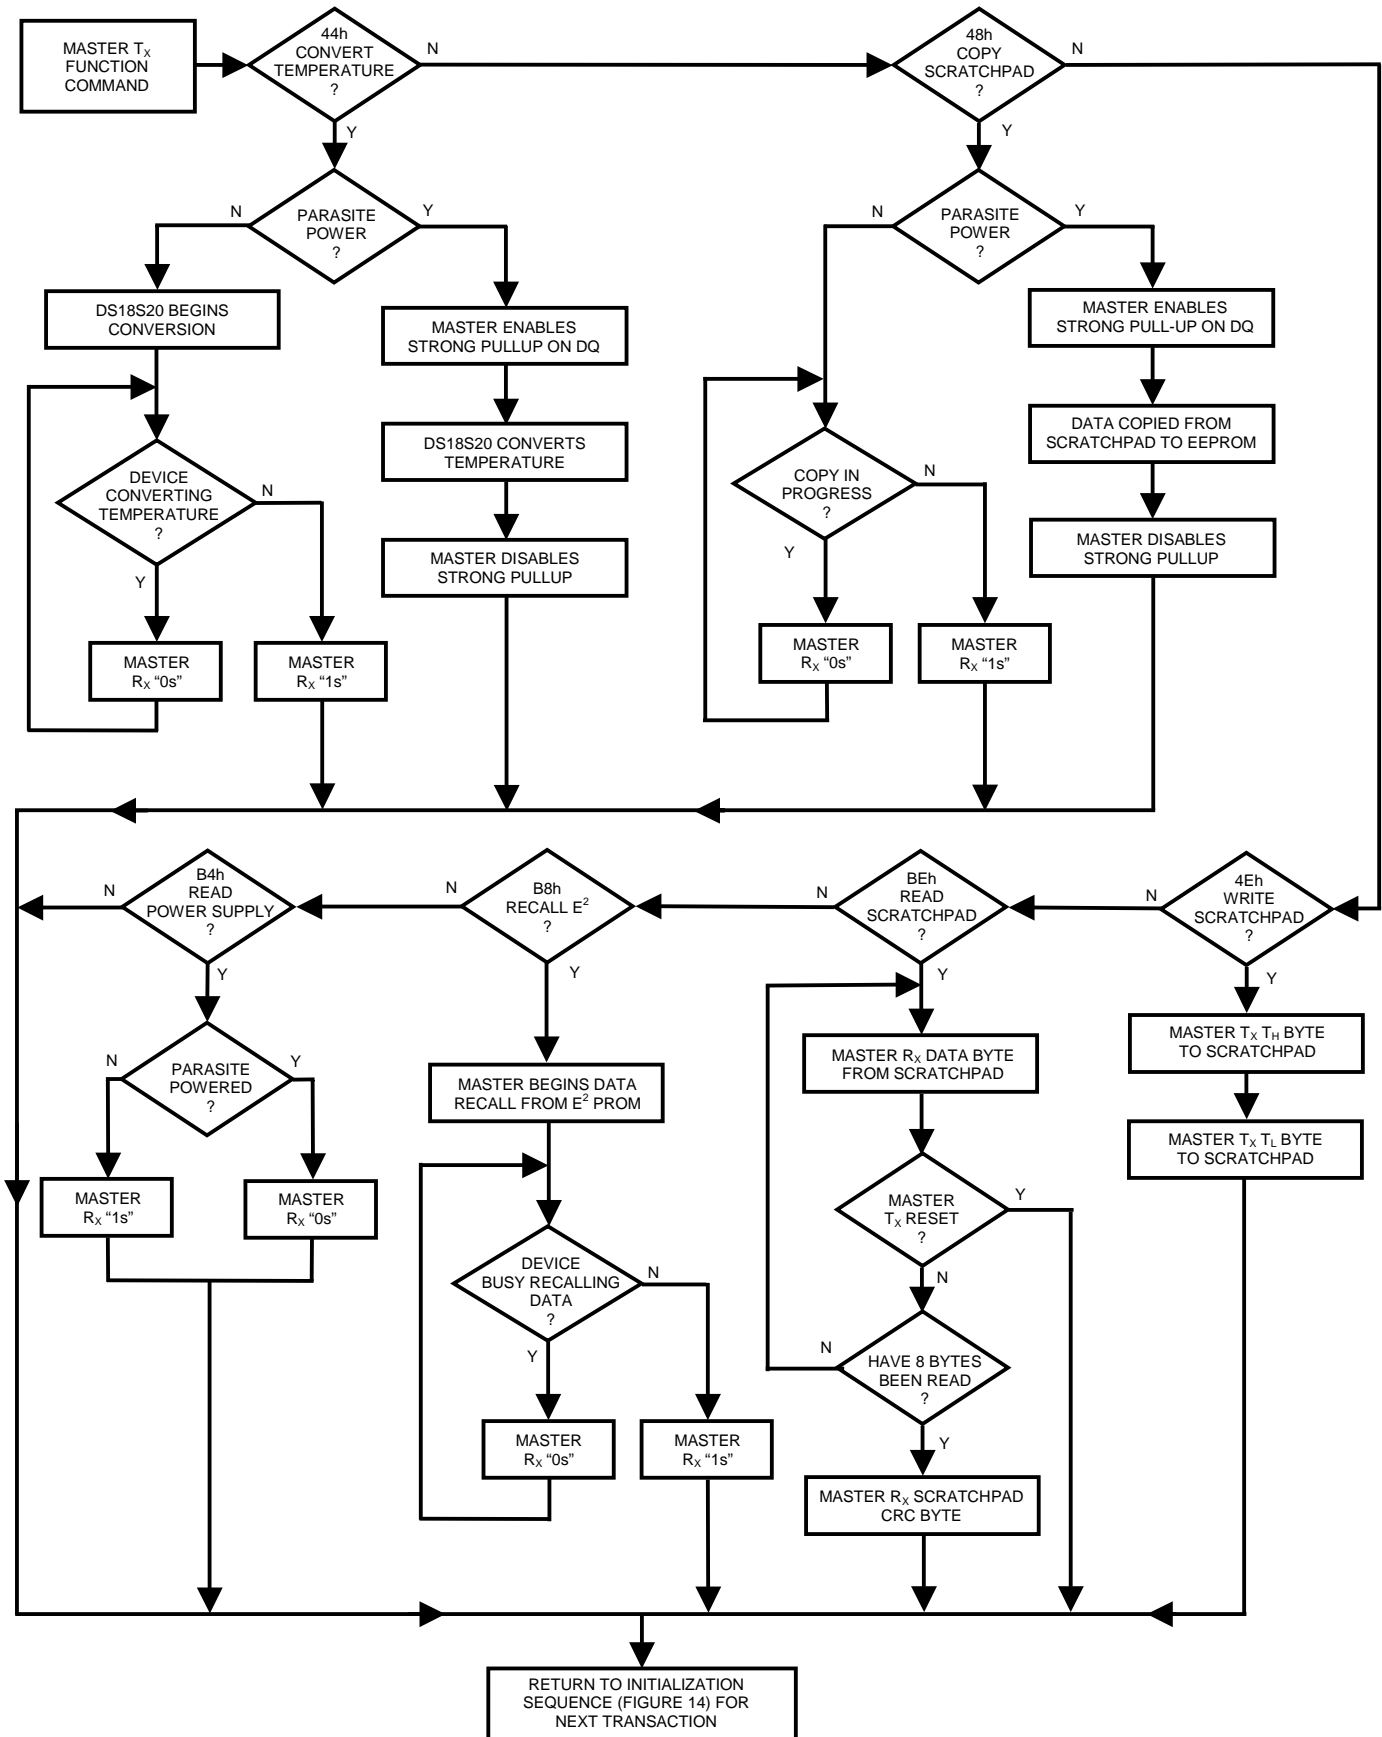 MASTER TX
FUNCTION
COMMAND
44h
CONVERT
TEMPERATURE
?
N
Y
48h
COPY
SCRATCHPAD
?
N
Y
PARASITE
POWER
?
N
Y
DS18S20 BEGINS
CONVERSION
DEVICE
CONVERTING
TEMPERATURE
?
N
Y
MASTER
RX “0s”
MASTER
RX “1s”
MASTER ENABLES
STRONG PULLUP ON DQ
DS18S20 CONVERTS
TEMPERATURE
MASTER DISABLES
STRONG PULLUP
PARASITE
POWER
?
N
Y
COPY IN
PROGRESS
?
N
Y
MASTER
RX “0s”
MASTER
RX “1s”
MASTER ENABLES
STRONG PULL-UP ON DQ
DATA COPIED FROM
SCRATCHPAD TO EEPROM
MASTER DISABLES
STRONG PULLUP
B4h
READ
POWER SUPPLY
?
N
Y
PARASITE
POWERED
?
N
Y
MASTER
RX “1s”
MASTER
RX “0s”
B8h
RECALL E2
?
N
Y
MASTER BEGINS DATA
RECALL FROM E2 PROM
DEVICE
BUSY RECALLING
DATA
?
N
Y
MASTER
RX “0s”
MASTER
RX “1s”
BEh
READ
SCRATCHPAD
?
N
Y
MASTER RX DATA BYTE
FROM SCRATCHPAD
MASTER
TX RESET
?
Y
N
HAVE 8 BYTES
BEEN READ
?
N
Y
MASTER RX SCRATCHPAD
CRC BYTE
4Eh
WRITE
SCRATCHPAD
?
N
Y
MASTER TX TH BYTE
TO SCRATCHPAD
MASTER TX TL BYTE
TO SCRATCHPAD
RETURN TO INITIALIZATION
SEQUENCE (FIGURE 14) FOR
NEXT TRANSACTION